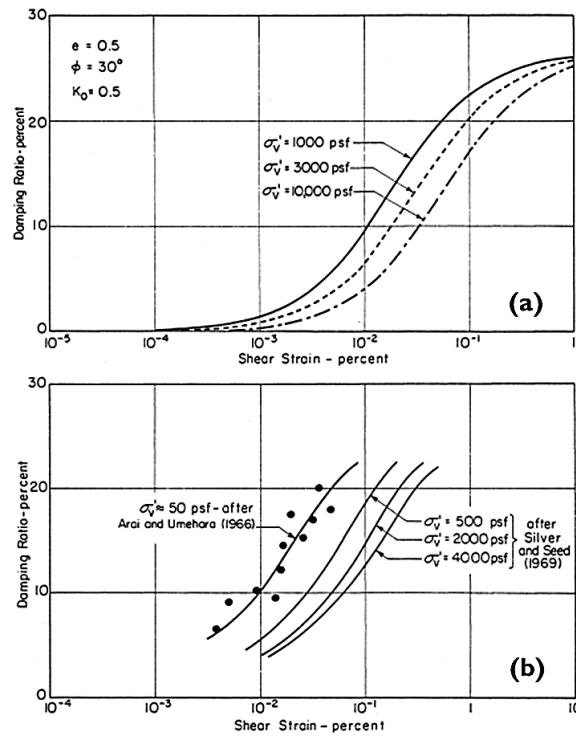 30
20
10
0
Damping Ratio-percent
e = 0.5
ϕ = 30°
K₀ = 0.5
σᵥ' = 1000 psf
σᵥ' = 3000 psf
σᵥ' = 10,000 psf
(a)
10⁻⁵ 10⁻⁴ 10⁻³ 10⁻² 10⁻¹ 1
Shear Strain - percent
30
20
10
0
Damping Ratio-percent
σᵥ' ≈ 50 psf-after
Arai and Umehara (1966)
σᵥ' = 500 psf
σᵥ' = 2000 psf
σᵥ' = 4000 psf
after
Silver
and Seed
(1969)
(b)
10⁻⁴ 10⁻³ 10⁻² 10⁻¹ 1 10
Shear Strain - percent